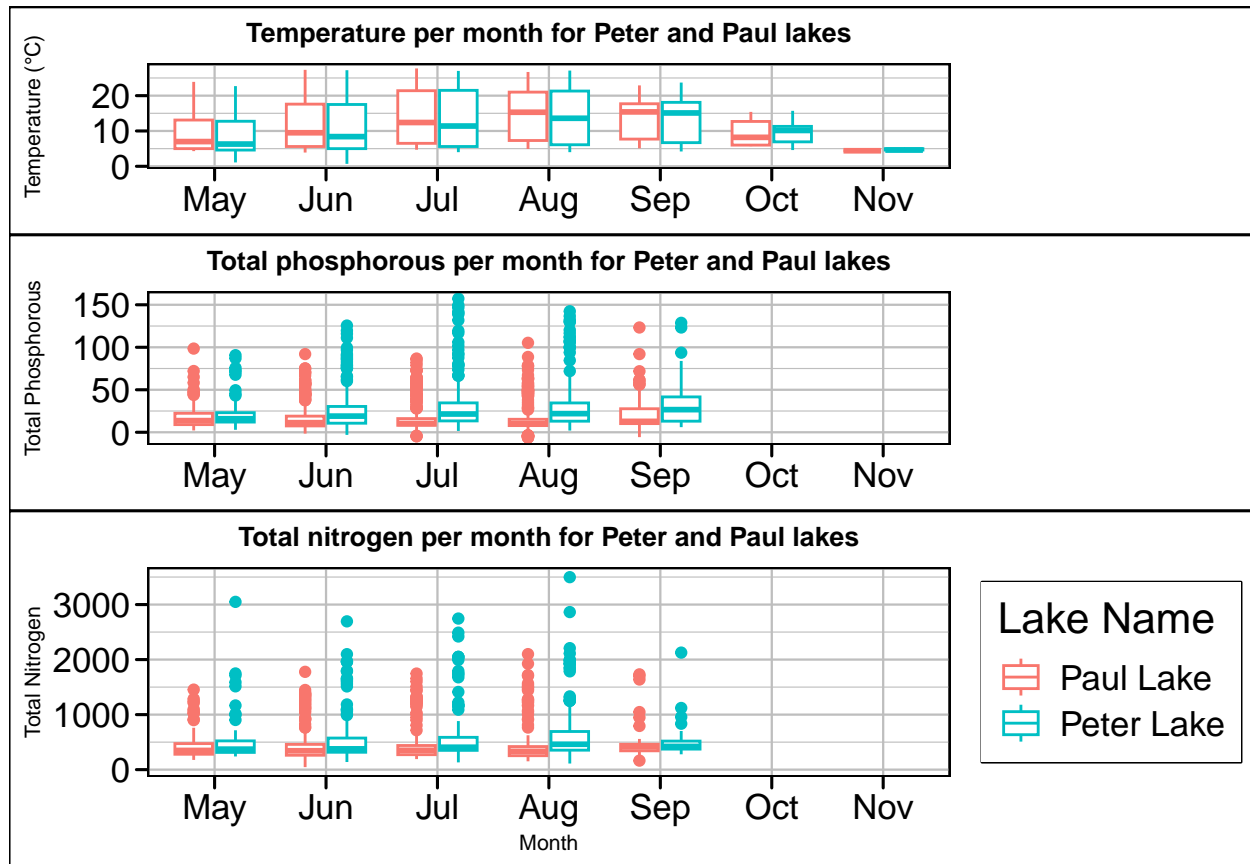 Temperature per month for Peter and Paul lakes
Temperature (°C)
20
10
0
May Jun Jul Aug Sep Oct Nov
Total phosphorous per month for Peter and Paul lakes
Total Phosphorous
150
100
50
0
May Jun Jul Aug Sep Oct Nov
Total nitrogen per month for Peter and Paul lakes
Total Nitrogen
3000
2000
1000
0
May Jun Jul Aug Sep Oct Nov
Month
Lake Name
Paul Lake
Peter Lake